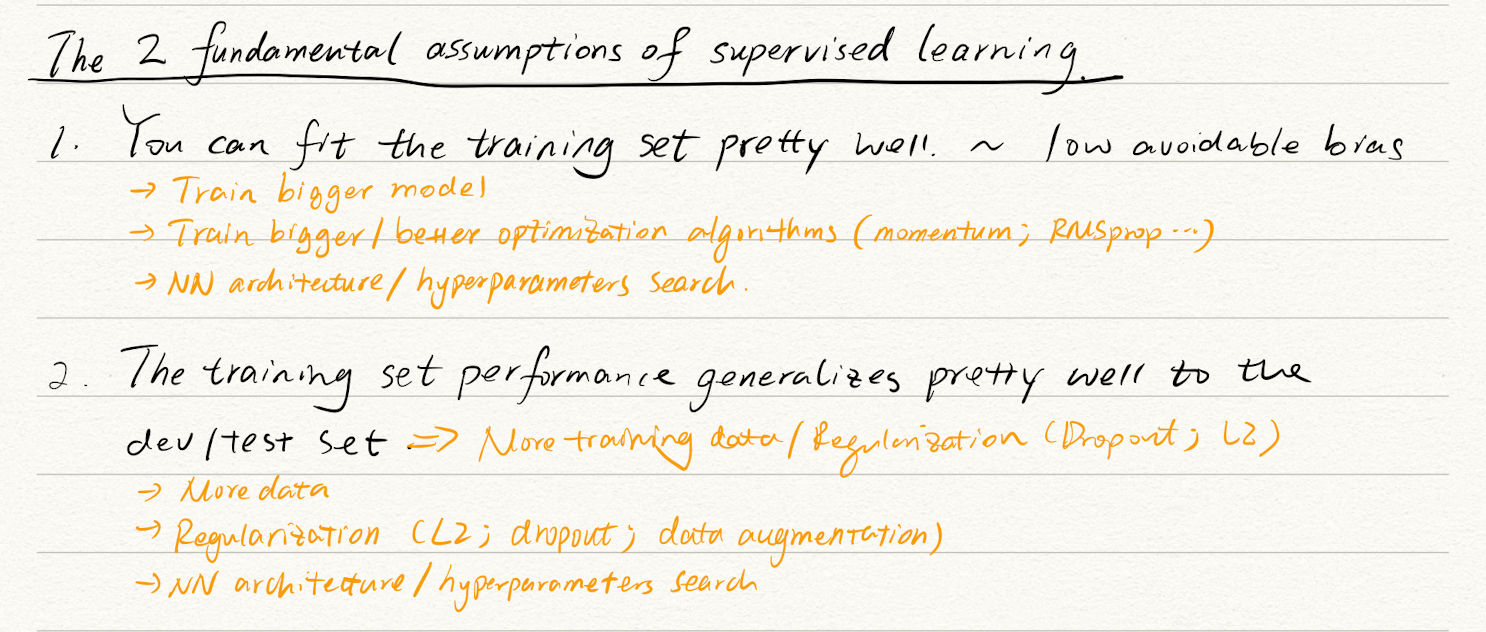 The 2 fundamental assumptions of supervised learning.
1. You can fit the training set pretty well. ~ low avoidable bias
→ Train bigger model
→ Train bigger/better optimization algorithms (momentum; RMSprop ...)
→ NN architecture/hyperparameters search.
2. The training set performance generalizes pretty well to the
dev/test set => More training data/Regularization (Dropout; L2)
→ More data
→ Regularization (L2; dropout; data augmentation)
→ NN architecture/hyperparameters search